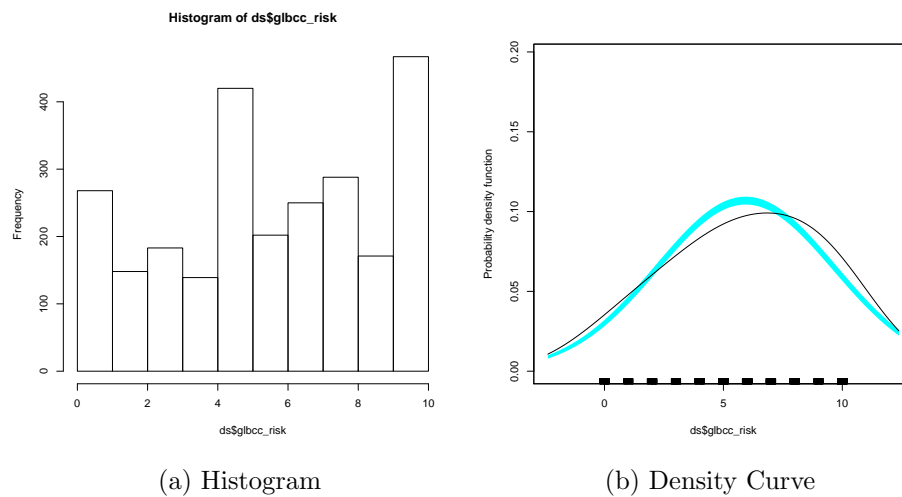 Histogram of ds$glbcc_risk
Frequency
0
100
200
300
400
0 2 4 6 8 10
ds$glbcc_risk
(a) Histogram
Probability density function
0.00
0.05
0.10
0.15
0.20
0 5 10
ds$glbcc_risk
(b) Density Curve